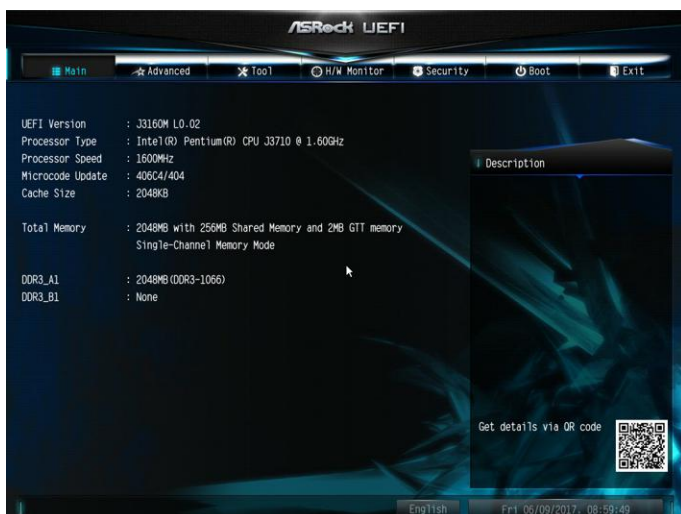 ASRock UEFI
Main Advanced Tool H/W Monitor Security Boot Exit
UEFI Version : J3160M L0.02
Processor Type : Intel(R) Pentium(R) CPU J3710 @ 1.60GHz
Processor Speed : 1600MHz
Microcode Update : 406C4/404
Cache Size : 2048KB
Total Memory : 2048MB with 256MB Shared Memory and 2MB GTT memory
Single-Channel Memory Mode
DDR3_A1 : 2048MB(DDR3-1066)
DDR3_B1 : None
Description
Get details via QR code
English Fri 06/09/2017, 08:59:49